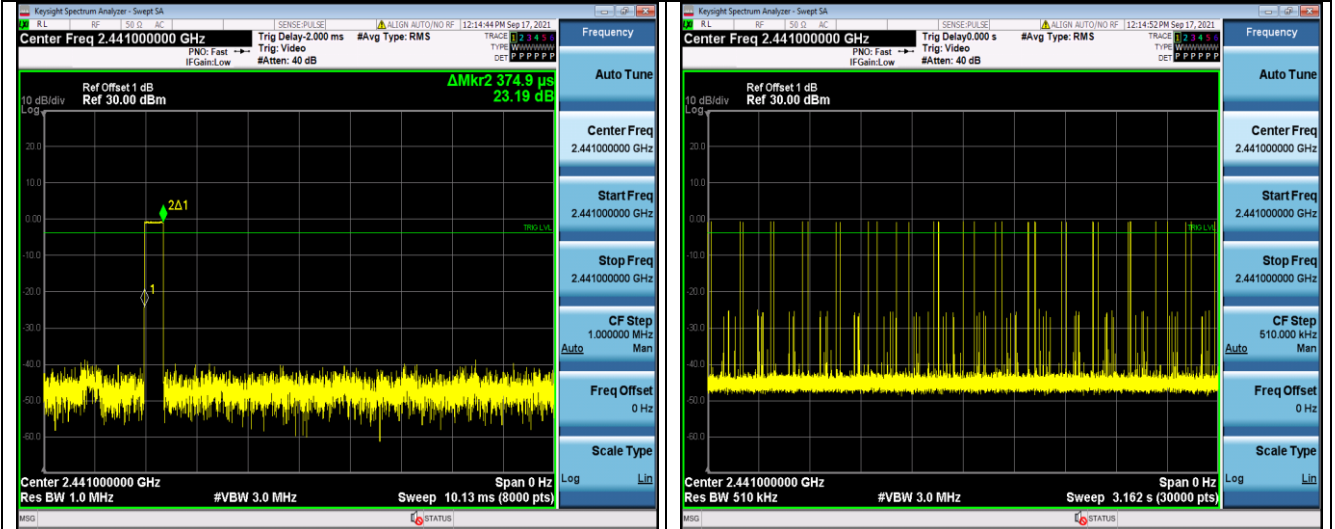 Keysight Spectrum Analyzer - Swept SA
RL RF 50 Ω AC SENSE:PULSE ALIGN AUTO/NO RF 12:14:44 PM Sep 17, 2021
Center Freq 2.441000000 GHz
PNO: Fast
IFGain:Low
Trig Delay-2.000 ms
Trig: Video
#Atten: 40 dB
#Avg Type: RMS
TRACE 1 2 3 4 5 6
TYPE WWWWWW
DET P P P P P P
ΔMkr2 374.9 µs
23.19 dB
Ref Offset 1 dB
Ref 30.00 dBm
10 dB/div
Log
20.0
10.0
0.00
-10.0
-20.0
-30.0
-40.0
-50.0
-60.0
2Δ1
1
TRIG LVL
Center 2.441000000 GHz
Span 0 Hz
Res BW 1.0 MHz
#VBW 3.0 MHz
Sweep 10.13 ms (8000 pts)
MSG
STATUS
Frequency
Auto Tune
Center Freq
2.441000000 GHz
Start Freq
2.441000000 GHz
Stop Freq
2.441000000 GHz
CF Step
1.000000 MHz
Auto Man
Freq Offset
0 Hz
Scale Type
Log Lin
Keysight Spectrum Analyzer - Swept SA
RL RF 50 Ω AC SENSE:PULSE ALIGN AUTO/NO RF 12:14:52 PM Sep 17, 2021
Center Freq 2.441000000 GHz
PNO: Fast
IFGain:Low
Trig Delay0.000 s
Trig: Video
#Atten: 40 dB
#Avg Type: RMS
TRACE 1 2 3 4 5 6
TYPE WWWWWW
DET P P P P P P
Ref Offset 1 dB
Ref 30.00 dBm
10 dB/div
Log
20.0
10.0
0.00
-10.0
-20.0
-30.0
-40.0
-50.0
-60.0
TRIG LVL
Center 2.441000000 GHz
Span 0 Hz
Res BW 510 kHz
#VBW 3.0 MHz
Sweep 3.162 s (30000 pts)
MSG
STATUS
Frequency
Auto Tune
Center Freq
2.441000000 GHz
Start Freq
2.441000000 GHz
Stop Freq
2.441000000 GHz
CF Step
510.000 kHz
Auto Man
Freq Offset
0 Hz
Scale Type
Log Lin